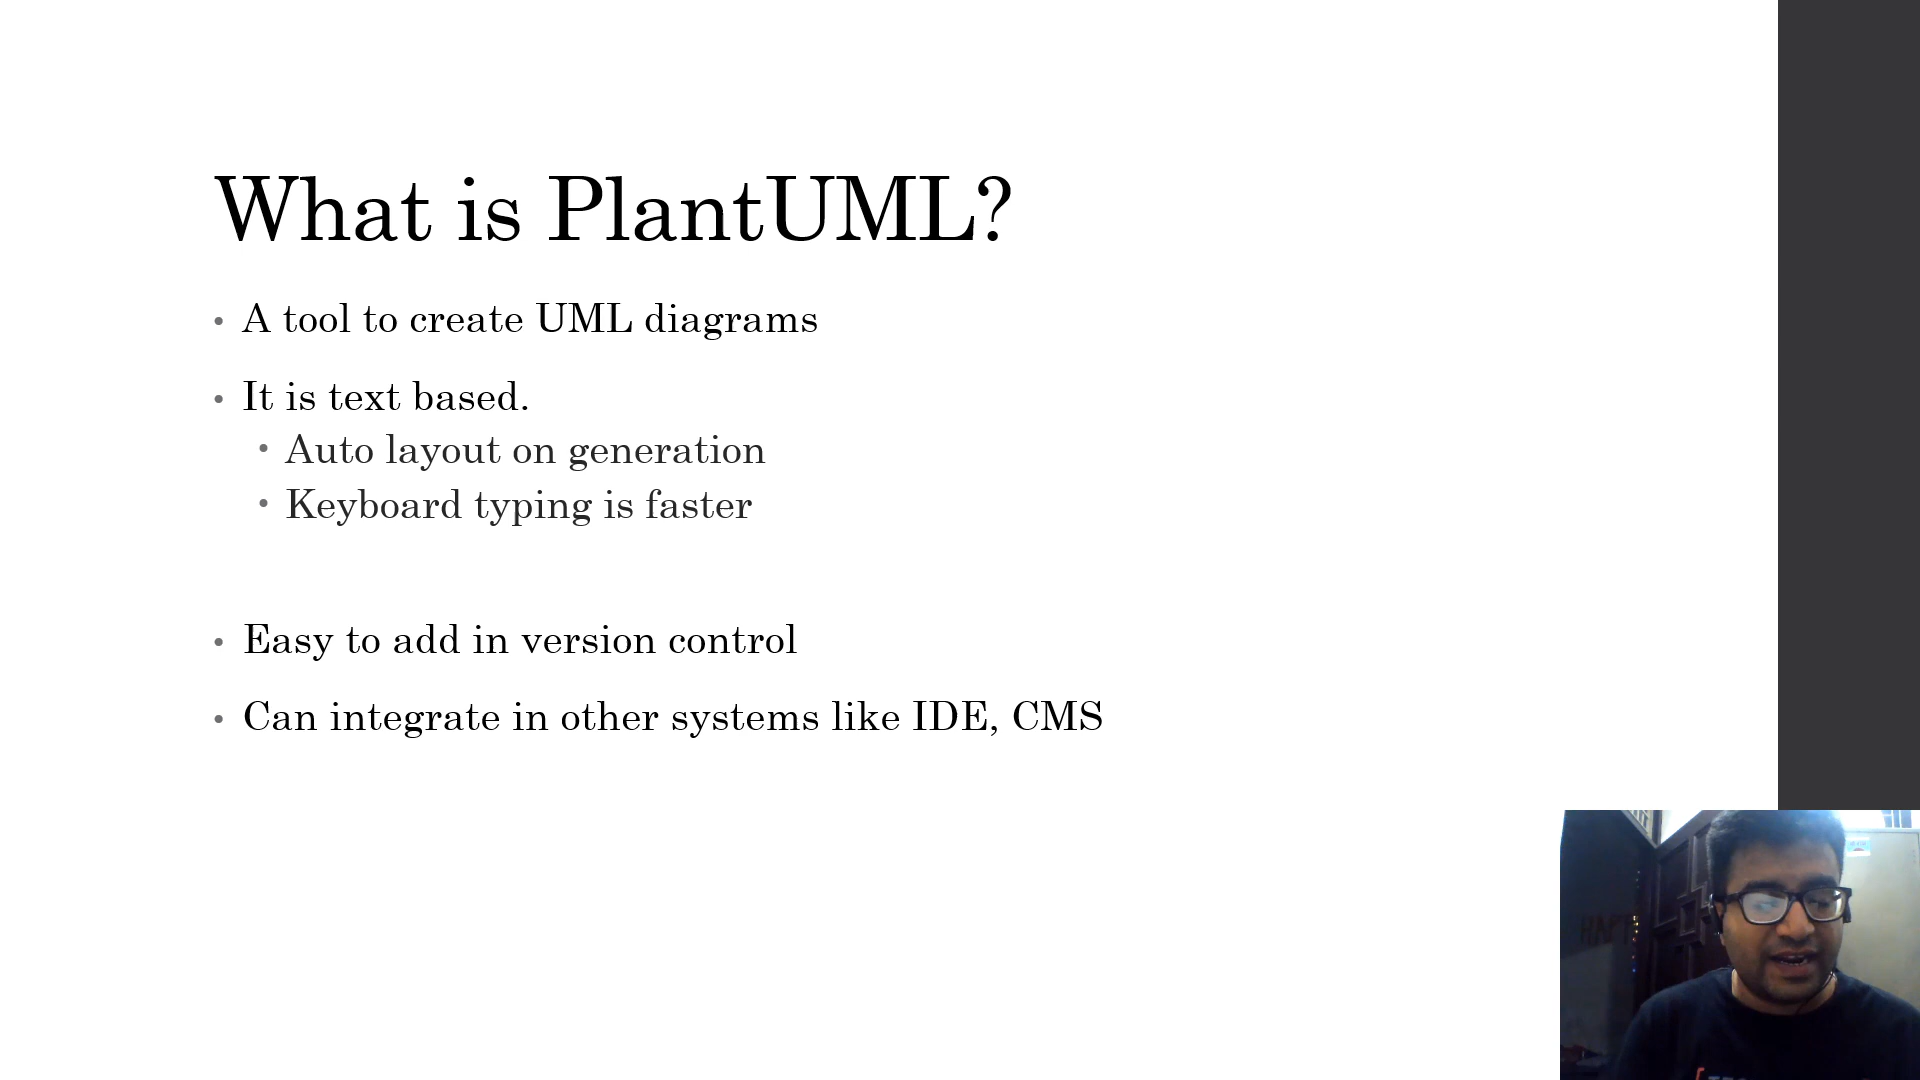 What is PlantUML?
• A tool to create UML diagrams
• It is text based.
• Auto layout on generation
• Keyboard typing is faster
• Easy to add in version control
• Can integrate in other systems like IDE, CMS